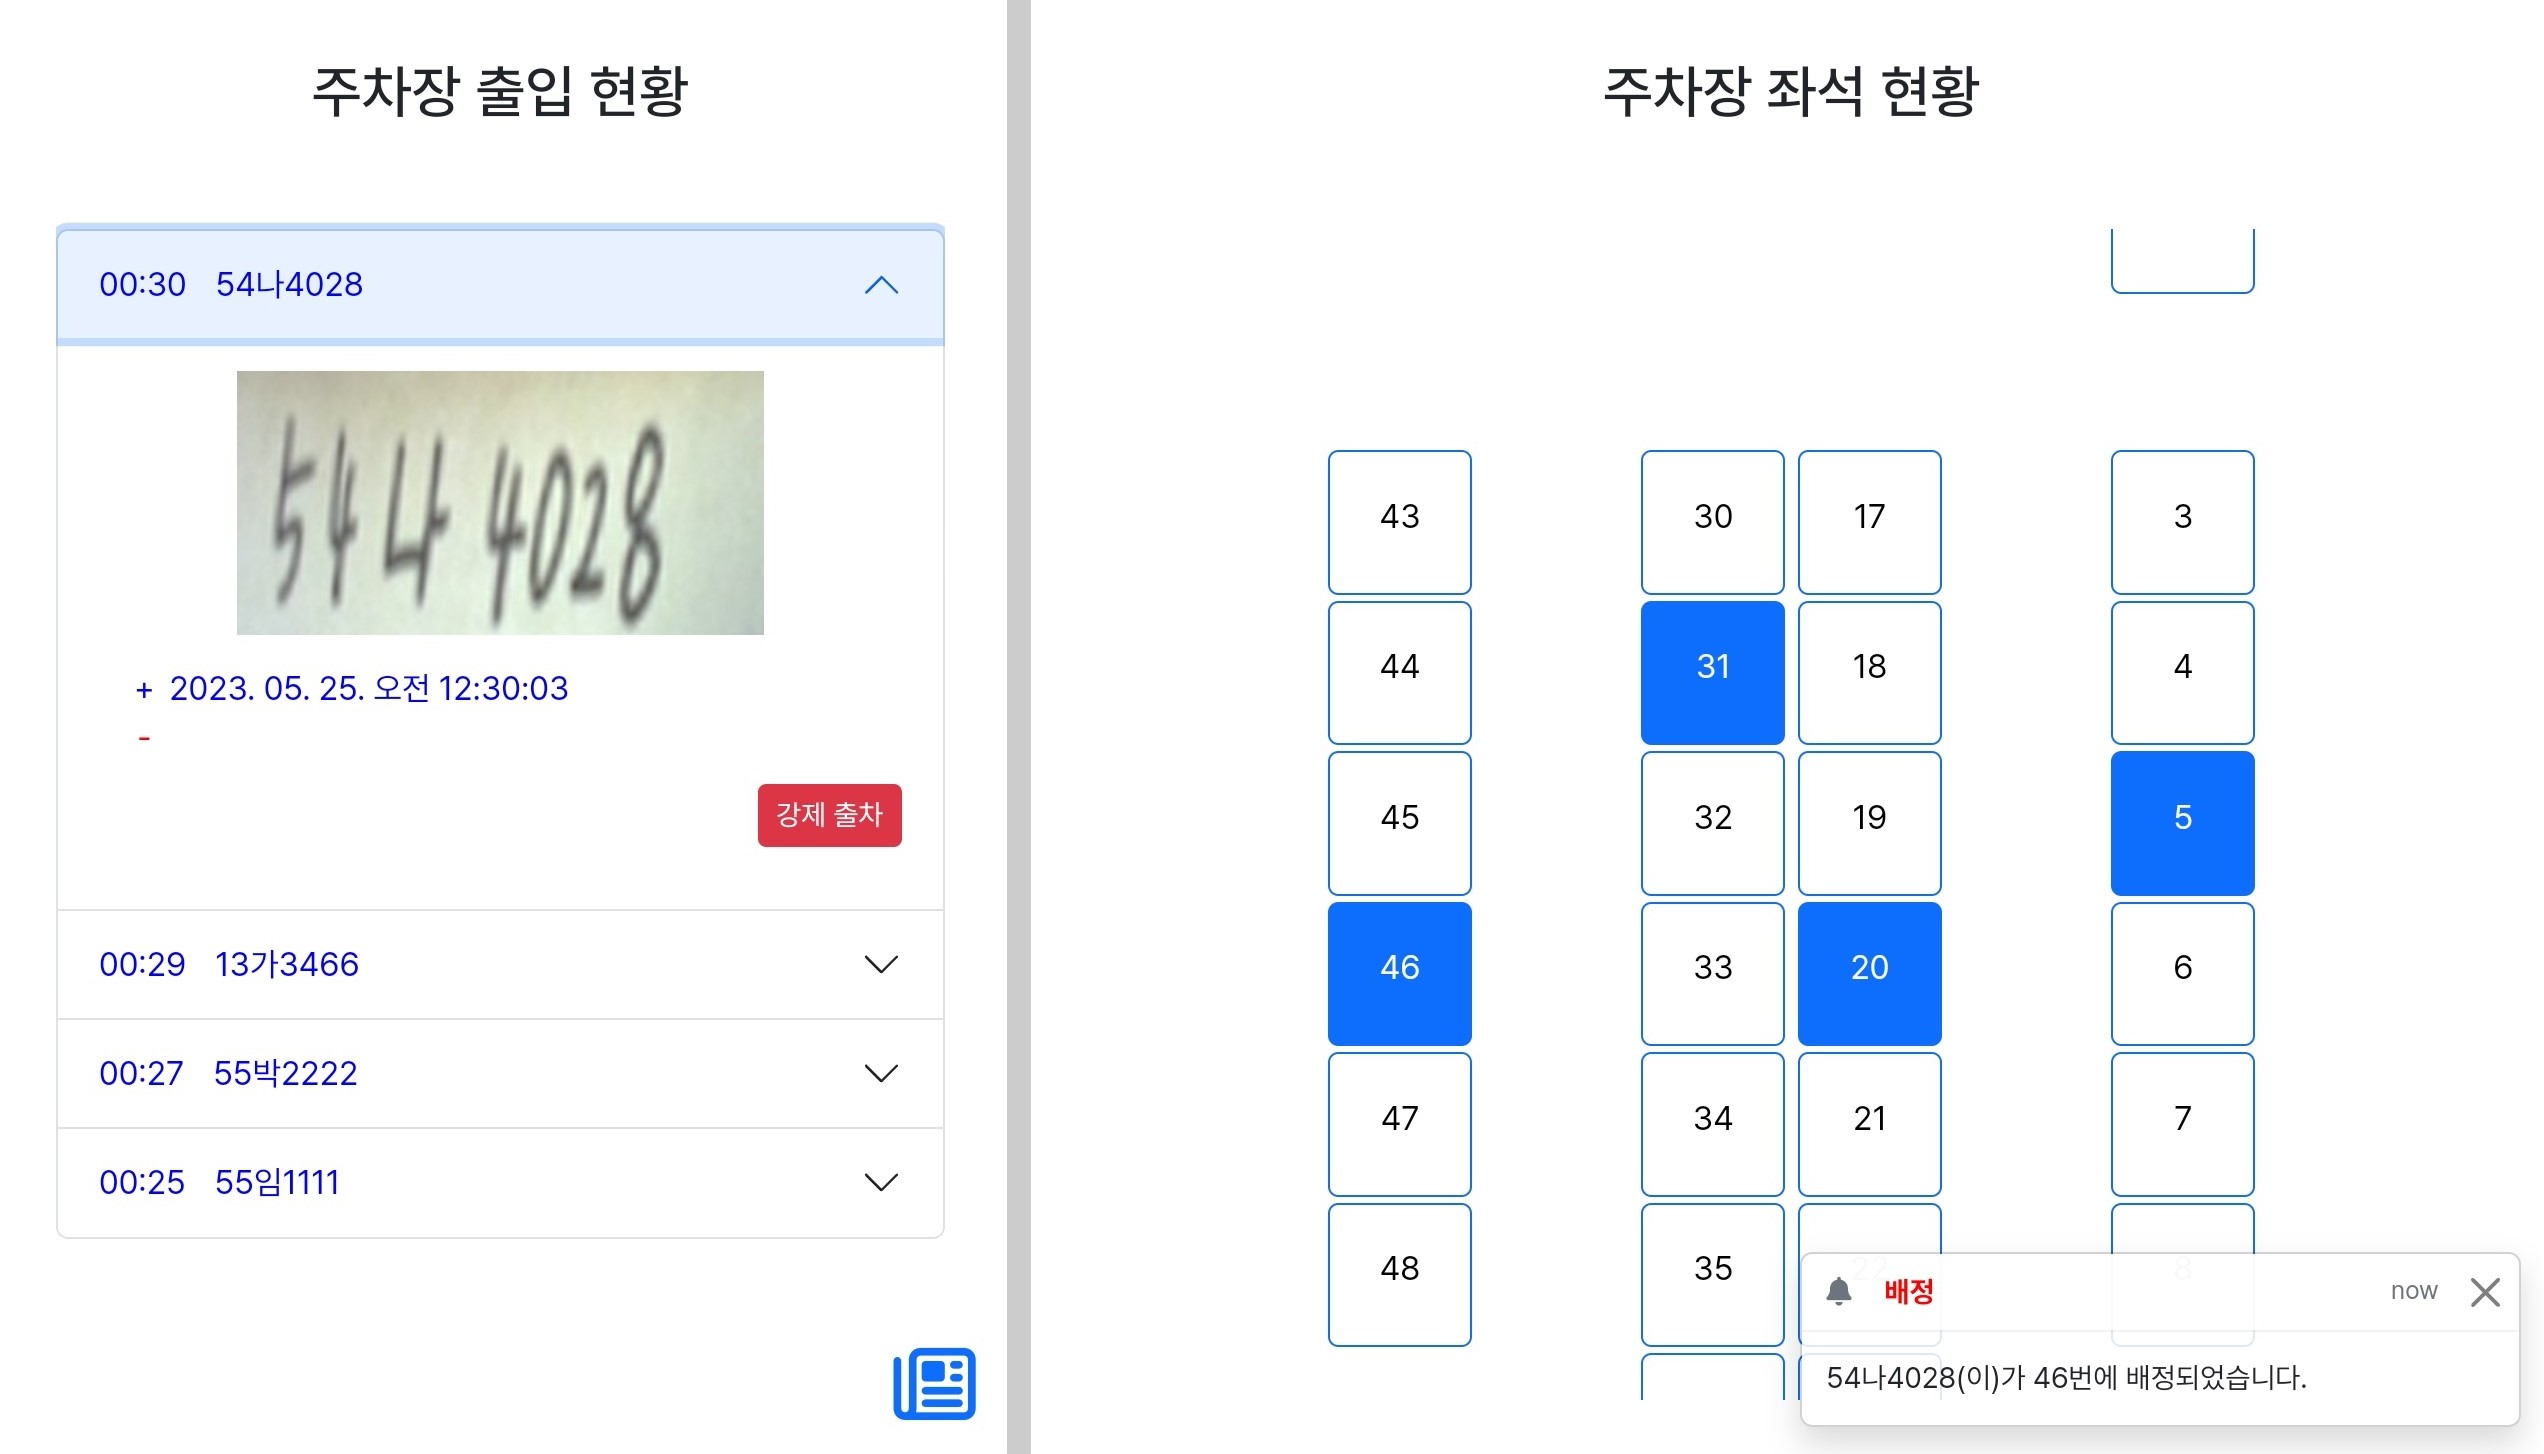 주차장 출입 현황
00:30 54나4028
54나 4028
+ 2023. 05. 25. 오전 12:30:03
-
강제 출차
00:29 13가3466
00:27 55박2222
00:25 55임1111
주차장 좌석 현황
43 30 17 3
44 31 18 4
45 32 19 5
46 33 20 6
47 34 21 7
48 35 22 8
배정 now
54나4028(이)가 46번에 배정되었습니다.